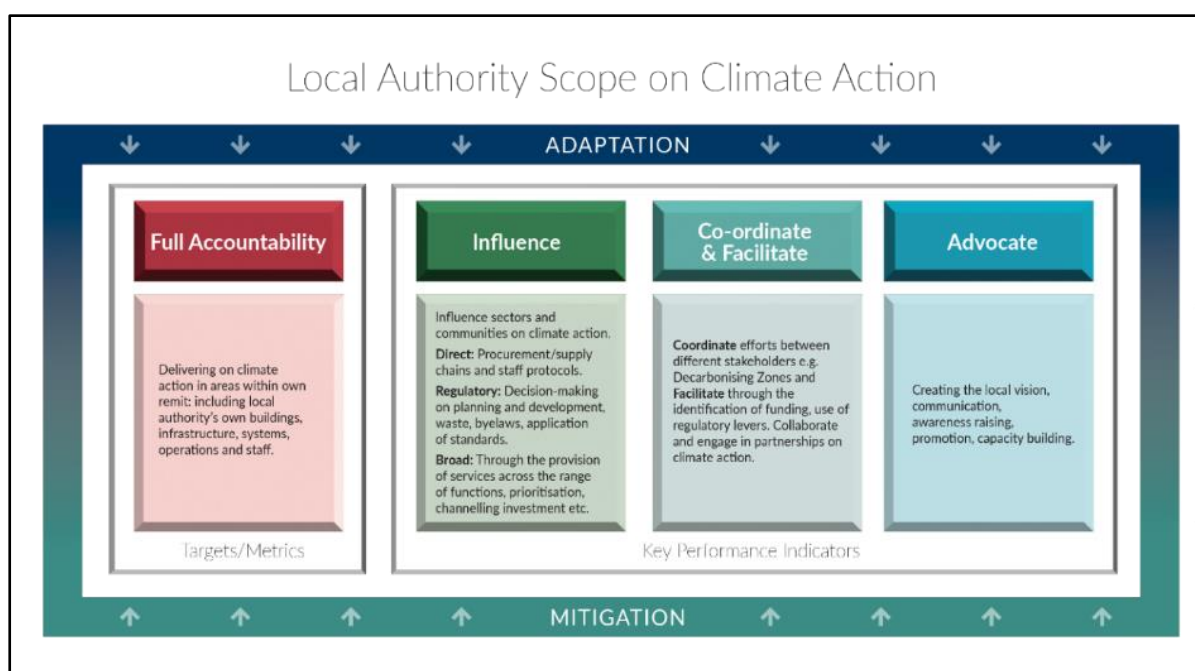 Local Authority Scope on Climate Action
ADAPTATION
Full Accountability
Delivering on climate
action in areas within own
remit: including local
authority's own buildings,
infrastructure, systems,
operations and staff.
Targets/Metrics
Influence
Influence sectors and
communities on climate action.
Direct: Procurement/supply
chains and staff protocols.
Regulatory: Decision-making
on planning and development,
waste, byelaws, application
of standards.
Broad: Through the provision
of services across the range
of functions, prioritisation,
channelling investment etc.
Co-ordinate
& Facilitate
Coordinate efforts between
different stakeholders e.g.
Decarbonising Zones and
Facilitate through the
identification of funding, use of
regulatory levers. Collaborate
and engage in partnerships on
climate action.
Advocate
Creating the local vision,
communication,
awareness raising,
promotion, capacity building.
Key Performance Indicators
MITIGATION